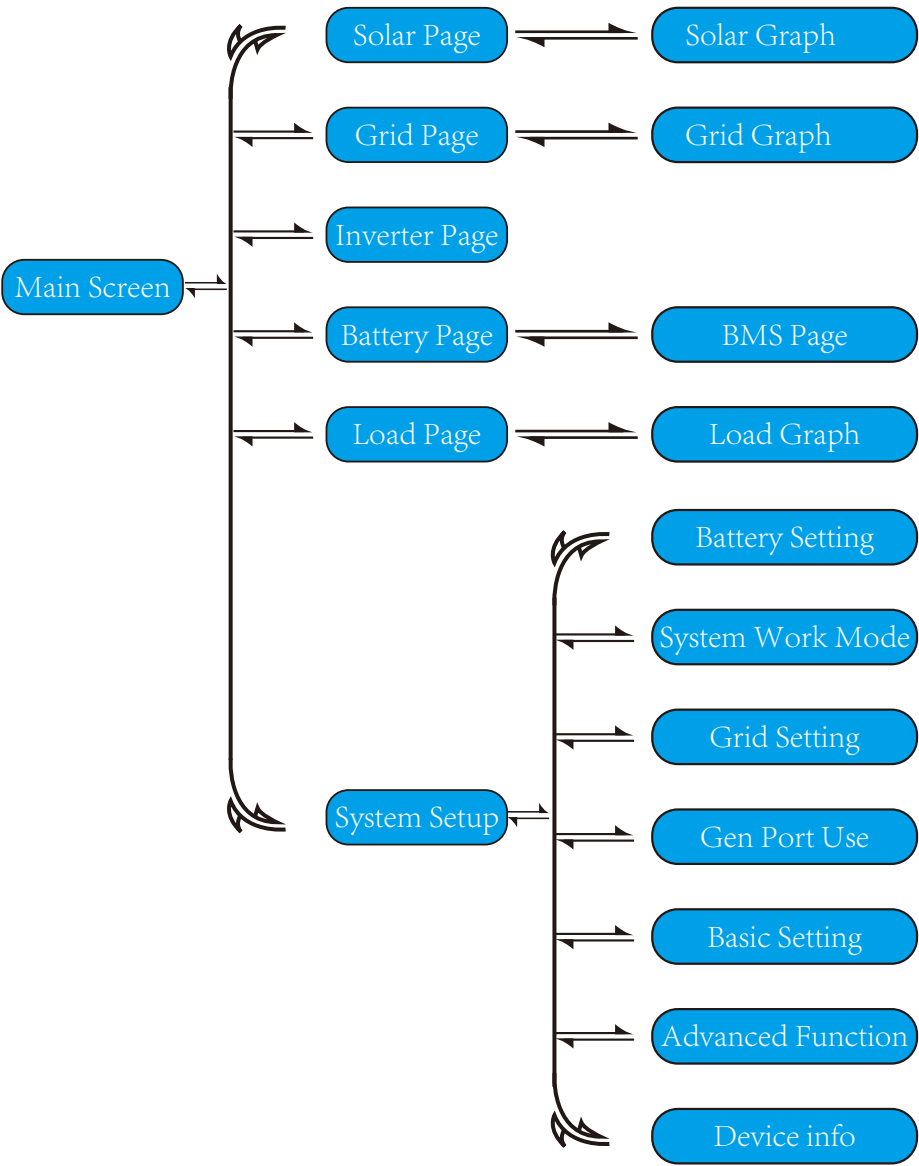 Solar Page
Solar Graph
Grid Page
Grid Graph
Inverter Page
Main Screen
Battery Page
BMS Page
Load Page
Load Graph
Battery Setting
System Work Mode
Grid Setting
System Setup
Gen Port Use
Basic Setting
Advanced Function
Device info